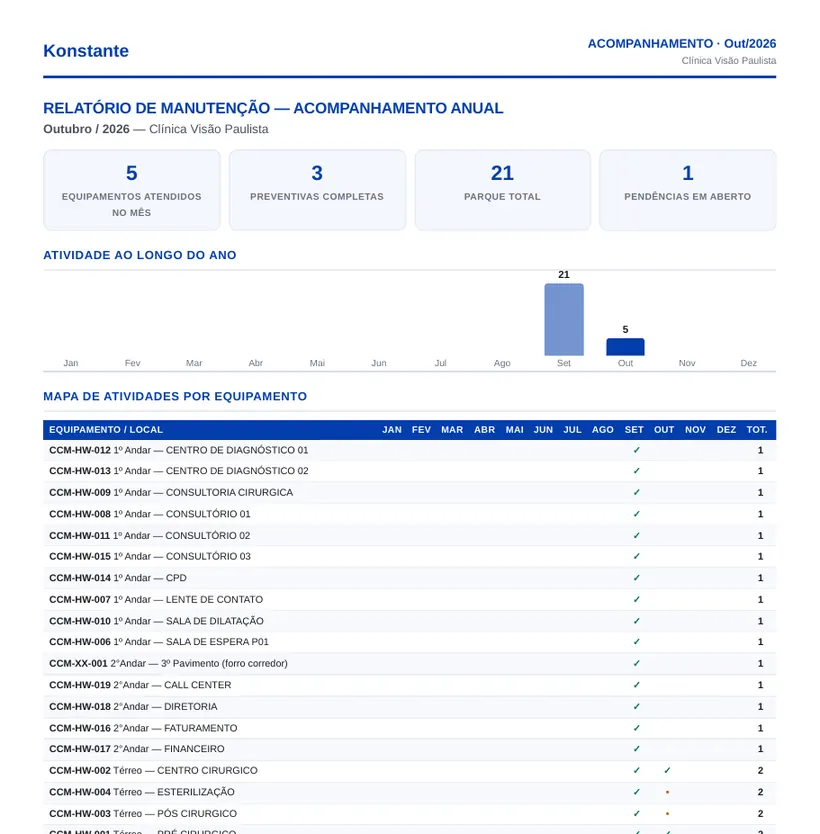 Konstante
ACOMPANHAMENTO · Out/2026
Clínica Visão Paulista
RELATÓRIO DE MANUTENÇÃO — ACOMPANHAMENTO ANUAL
Outubro / 2026 — Clínica Visão Paulista
5 3 21 1
EQUIPAMENTOS ATENDIDOS PREVENTIVAS COMPLETAS PARQUE TOTAL PENDÊNCIAS EM ABERTO
NO MÊS
ATIVIDADE AO LONGO DO ANO
21
5
Jan Fev Mar Abr Mai Jun Jul Ago Set Out Nov Dez
MAPA DE ATIVIDADES POR EQUIPAMENTO
EQUIPAMENTO / LOCAL JAN FEV MAR ABR MAI JUN JUL AGO SET OUT NOV DEZ TOT.
CCM-HW-012 1º Andar — CENTRO DE DIAGNÓSTICO 01 ✓ 1
CCM-HW-013 1º Andar — CENTRO DE DIAGNÓSTICO 02 ✓ 1
CCM-HW-009 1º Andar — CONSULTORIA CIRURGICA ✓ 1
CCM-HW-008 1º Andar — CONSULTÓRIO 01 ✓ 1
CCM-HW-011 1º Andar — CONSULTÓRIO 02 ✓ 1
CCM-HW-015 1º Andar — CONSULTÓRIO 03 ✓ 1
CCM-HW-014 1º Andar — CPD ✓ 1
CCM-HW-007 1º Andar — LENTE DE CONTATO ✓ 1
CCM-HW-010 1º Andar — SALA DE DILATAÇÃO ✓ 1
CCM-HW-006 1º Andar — SALA DE ESPERA P01 ✓ 1
CCM-XX-001 2°Andar — 3º Pavimento (forro corredor) ✓ 1
CCM-HW-019 2°Andar — CALL CENTER ✓ 1
CCM-HW-018 2°Andar — DIRETORIA ✓ 1
CCM-HW-016 2°Andar — FATURAMENTO ✓ 1
CCM-HW-017 2°Andar — FINANCEIRO ✓ 1
CCM-HW-002 Térreo — CENTRO CIRURGICO ✓ ✓ 2
CCM-HW-004 Térreo — ESTERILIZAÇÃO ✓ • 2
CCM-HW-003 Térreo — PÓS CIRURGICO ✓ • 2
CCM-HW-001 Térreo — PRÉ CIRURGICO ✓ ✓ 2